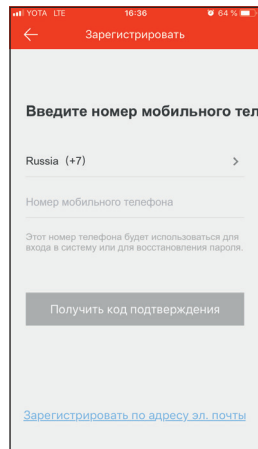 YOTA LTE 16:36 64 %
Зарегистрировать
Введите номер мобильного тел
Russia (+7)
Номер мобильного телефона
Этот номер телефона будет использоваться для
входа в систему или для восстановления пароля.
Получить код подтверждения
Зарегистрировать по адресу эл. почты